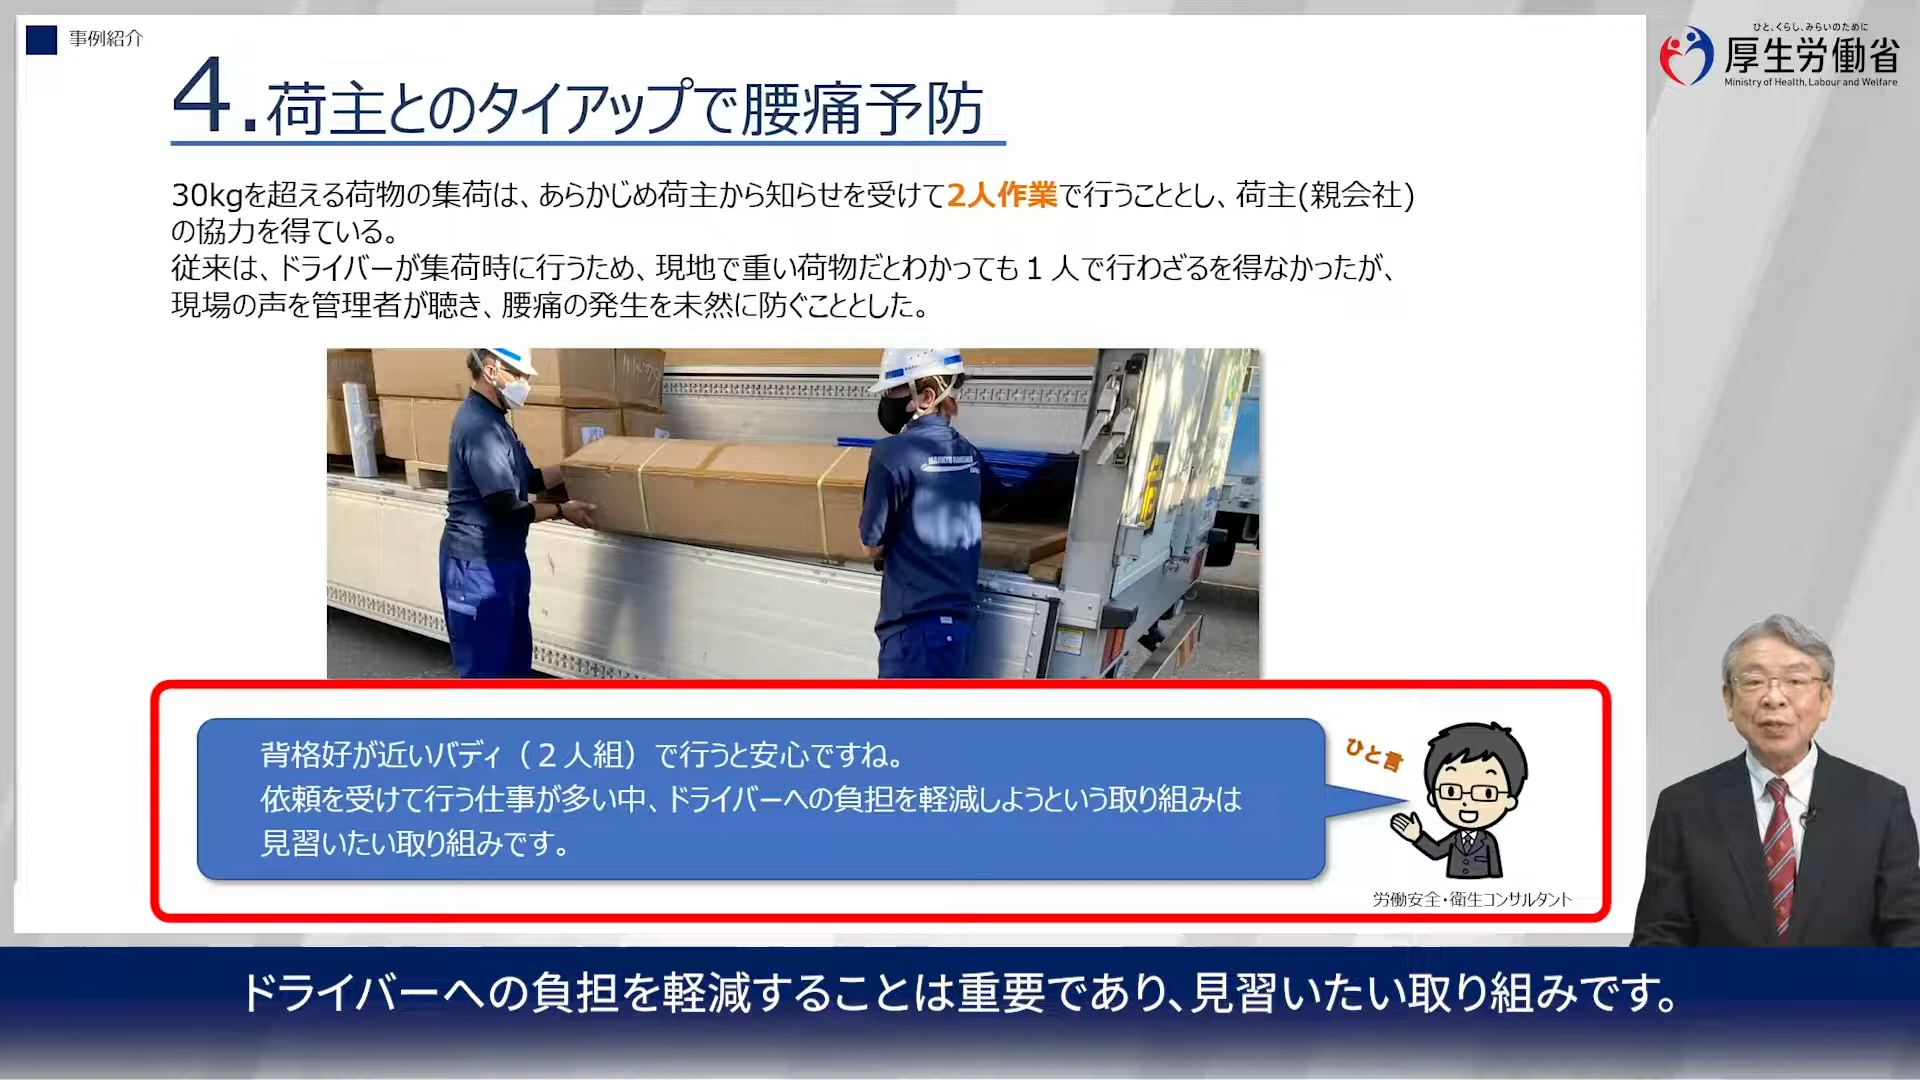 事例紹介
ひと、くらし、みらいのために
厚生労働省
Ministry of Health, Labour and Welfare
4.荷主とのタイアップで腰痛予防
30kgを超える荷物の集荷は、あらかじめ荷主から知らせを受けて2人作業で行うこととし、荷主(親会社)
の協力を得ている。
従来は、ドライバーが集荷時に行うため、現地で重い荷物だとわかっても１人で行わざるを得なかったが、
現場の声を管理者が聴き、腰痛の発生を未然に防ぐこととした。
背格好が近いバディ（２人組）で行うと安心ですね。
依頼を受けて行う仕事が多い中、ドライバーへの負担を軽減しようという取り組みは
見習いたい取り組みです。
ひと言
労働安全・衛生コンサルタント
ドライバーへの負担を軽減することは重要であり、見習いたい取り組みです。